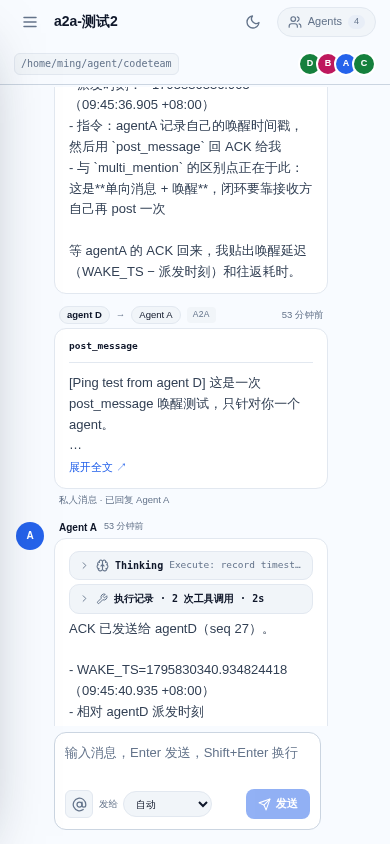 a2a-测试2
Agents 4
/home/ming/agent/codeteam
D B A C
（09:45:36.905 +08:00）
- 指令：agentA 记录自己的唤醒时间戳，
然后用 `post_message` 回 ACK 给我
- 与 `multi_mention` 的区别点正在于此：
这是**单向消息 + 唤醒**，闭环要靠接收方
自己再 post 一次
等 agentA 的 ACK 回来，我贴出唤醒延迟
（WAKE_TS − 派发时刻）和往返耗时。
agent D → Agent A A2A 53 分钟前
post_message
[Ping test from agent D] 这是一次
post_message 唤醒测试，只针对你一个
agent。
…
展开全文 ↗
私人消息 · 已回复 Agent A
A
Agent A 53 分钟前
Thinking Execute: record timest…
执行记录 · 2 次工具调用 · 2s
ACK 已发送给 agentD（seq 27）。
- WAKE_TS=1795830340.934824418
（09:45:40.935 +08:00）
- 相对 agentD 派发时刻
输入消息，Enter 发送，Shift+Enter 换行
发给 自动 发送